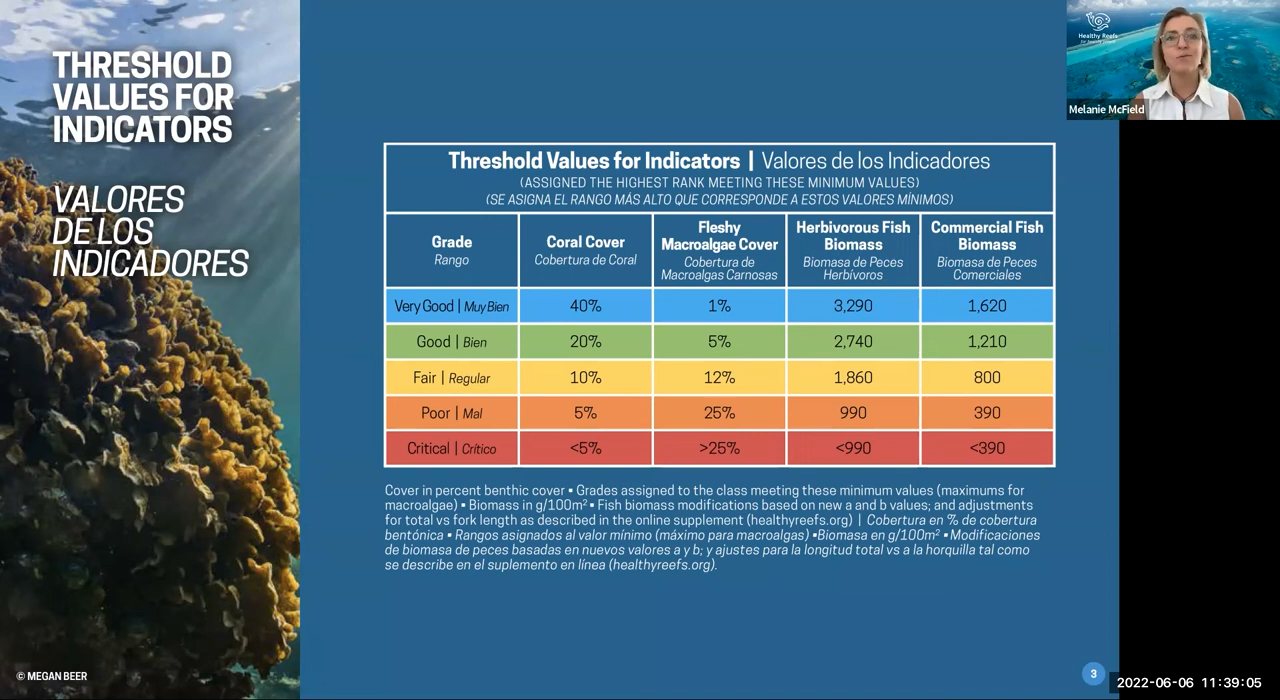 THRESHOLD
VALUES FOR
INDICATORS
VALORES
DE LOS
INDICADORES
© MEGAN BEER
Threshold Values for Indicators | Valores de los Indicadores
(ASSIGNED THE HIGHEST RANK MEETING THESE MINIMUM VALUES)
(SE ASIGNA EL RANGO MÁS ALTO QUE CORRESPONDE A ESTOS VALORES MÍNIMOS)
Grade
Rango
Coral Cover
Cobertura de Coral
Fleshy
Macroalgae Cover
Cobertura de
Macroalgas Carnosas
Herbivorous Fish
Biomass
Biomasa de Peces
Herbívoros
Commercial Fish
Biomass
Biomasa de Peces
Comerciales
Very Good | Muy Bien 40% 1% 3,290 1,620
Good | Bien 20% 5% 2,740 1,210
Fair | Regular 10% 12% 1,860 800
Poor | Mal 5% 25% 990 390
Critical | Crítico <5% >25% <990 <390
Cover in percent benthic cover ▪ Grades assigned to the class meeting these minimum values (maximums for
macroalgae) ▪ Biomass in g/100m² ▪ Fish biomass modifications based on new a and b values; and adjustments
for total vs fork length as described in the online supplement (healthyreefs.org) | Cobertura en % de cobertura
bentónica ▪ Rangos asignados al valor mínimo (máximo para macroalgas) ▪Biomasa en g/100m² ▪ Modificaciones
de biomasa de peces basadas en nuevos valores a y b; y ajustes para la longitud total vs a la horquilla tal como
se describe en el suplemento en línea (healthyreefs.org).
Healthy Reefs
for healthy people
Melanie McField
3
2022-06-06 11:39:05